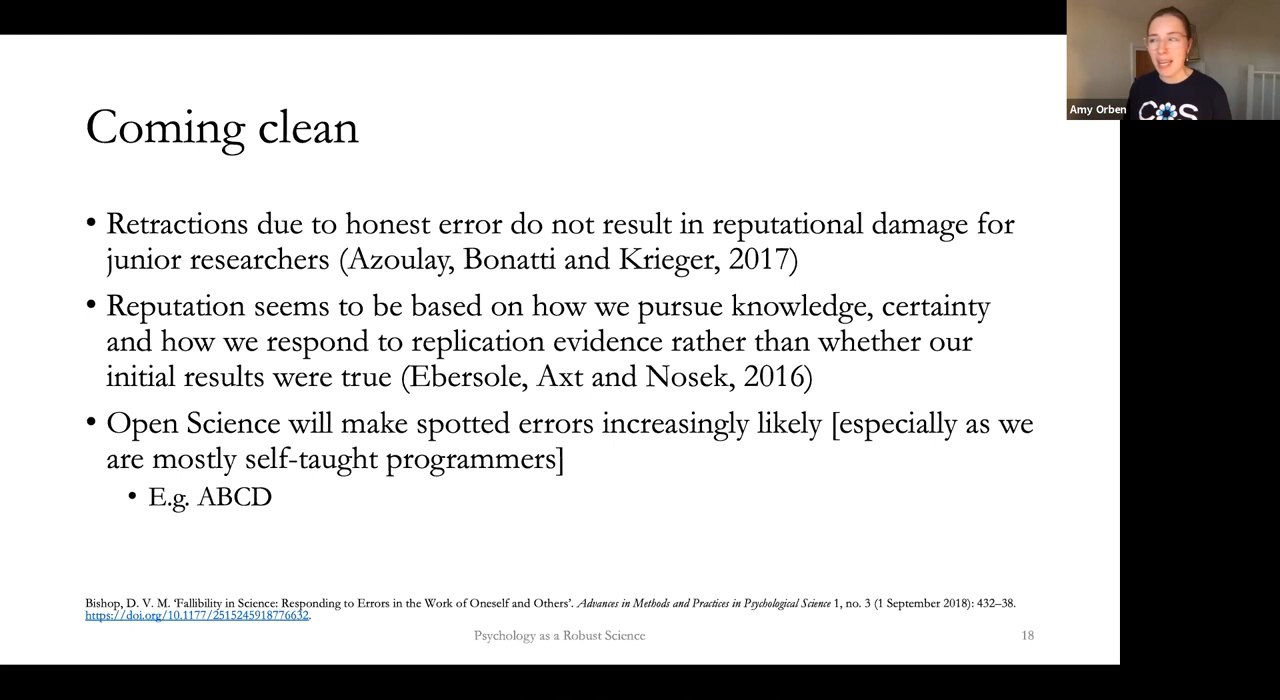 Coming clean
• Retractions due to honest error do not result in reputational damage for
junior researchers (Azoulay, Bonatti and Krieger, 2017)
• Reputation seems to be based on how we pursue knowledge, certainty
and how we respond to replication evidence rather than whether our
initial results were true (Ebersole, Axt and Nosek, 2016)
• Open Science will make spotted errors increasingly likely [especially as we
are mostly self-taught programmers]
• E.g. ABCD
Bishop, D. V. M. ‘Fallibility in Science: Responding to Errors in the Work of Oneself and Others’. Advances in Methods and Practices in Psychological Science 1, no. 3 (1 September 2018): 432–38.
https://doi.org/10.1177/2515245918776632.
Psychology as a Robust Science
18
Amy Orben
COS